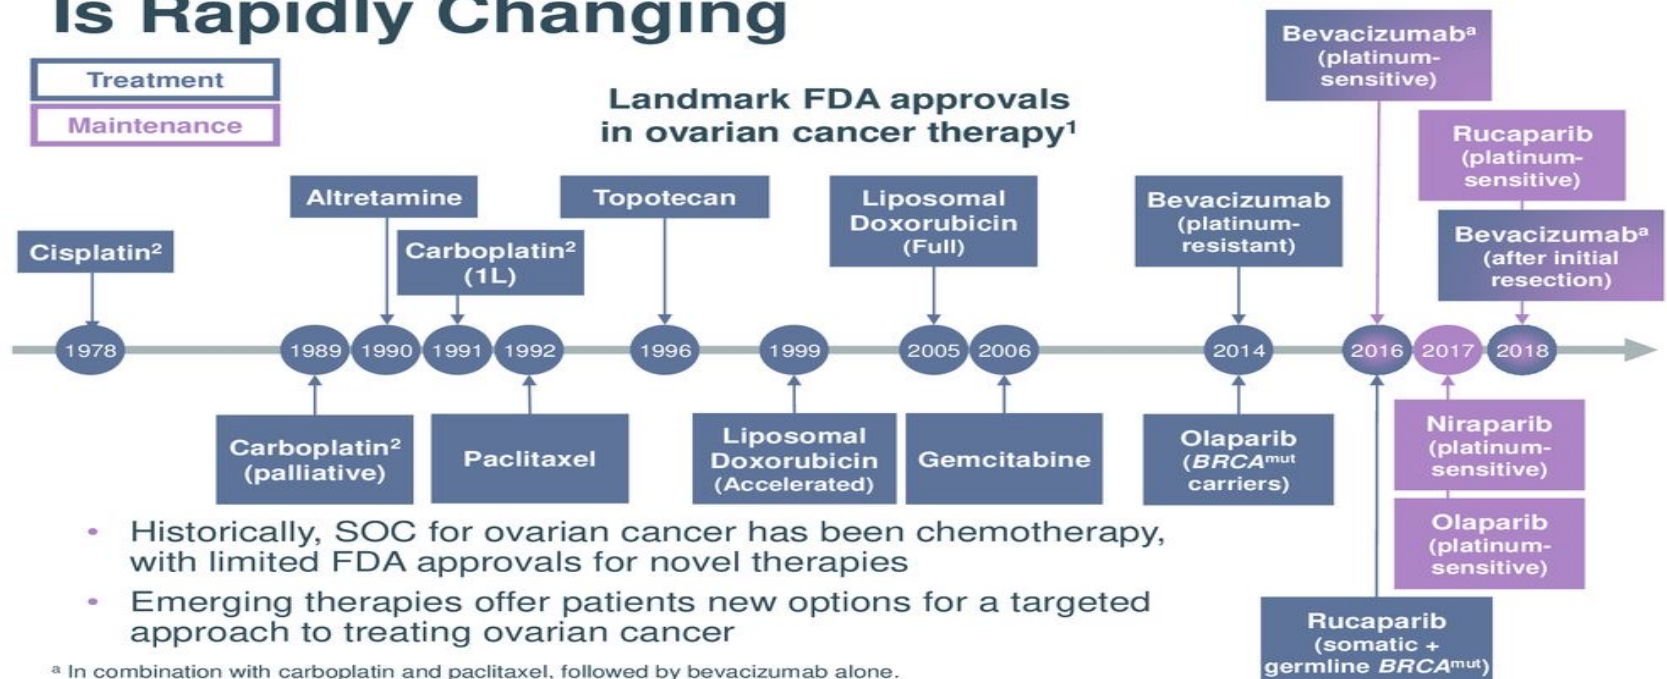 Is Rapidly Changing
Treatment
Maintenance
Landmark FDA approvals
in ovarian cancer therapy¹
Bevacizumabᵃ
(platinum-
sensitive)
Rucaparib
(platinum-
sensitive)
Altretamine
Topotecan
Liposomal
Doxorubicin
(Full)
Bevacizumab
(platinum-
resistant)
Bevacizumabᵃ
(after initial
resection)
Cisplatin²
Carboplatin²
(1L)
1978
1989
1990
1991
1992
1996
1999
2005
2006
2014
2016
2017
2018
Carboplatin²
(palliative)
Paclitaxel
Liposomal
Doxorubicin
(Accelerated)
Gemcitabine
Olaparib
(BRCAᵐᵘᵗ
carriers)
Niraparib
(platinum-
sensitive)
Olaparib
(platinum-
sensitive)
Rucaparib
(somatic +
germline BRCAᵐᵘᵗ)
• Historically, SOC for ovarian cancer has been chemotherapy,
with limited FDA approvals for novel therapies
• Emerging therapies offer patients new options for a targeted
approach to treating ovarian cancer
ᵃ In combination with carboplatin and paclitaxel, followed by bevacizumab alone.